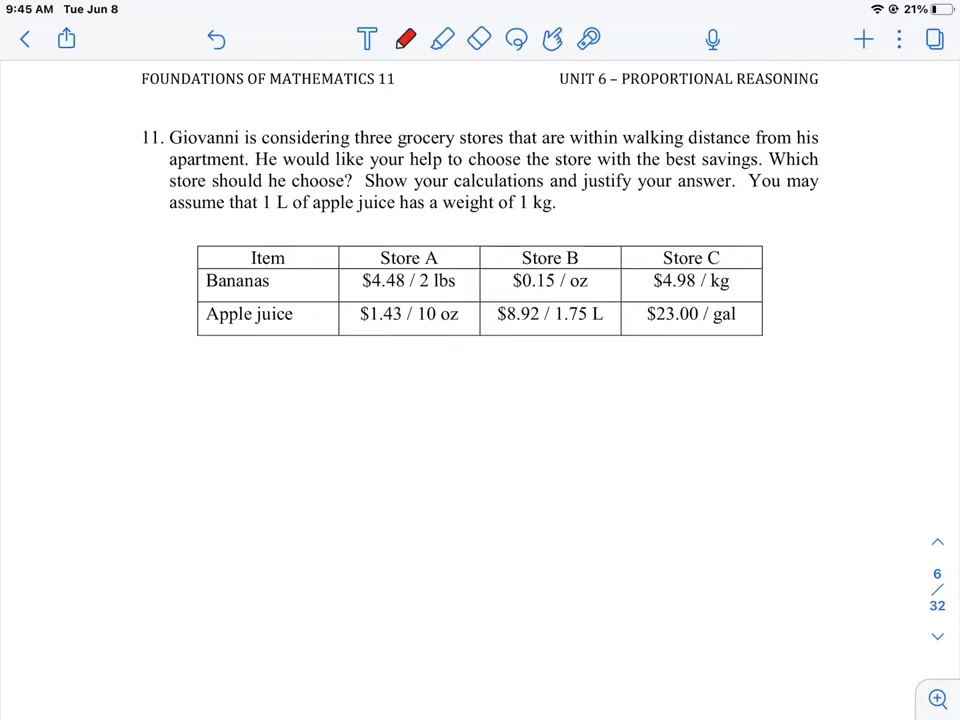 9:45 AM Tue Jun 8 21%
FOUNDATIONS OF MATHEMATICS 11 UNIT 6 – PROPORTIONAL REASONING
11. Giovanni is considering three grocery stores that are within walking distance from his
apartment. He would like your help to choose the store with the best savings. Which
store should he choose? Show your calculations and justify your answer. You may
assume that 1 L of apple juice has a weight of 1 kg.
Item Store A Store B Store C
Bananas $4.48 / 2 lbs $0.15 / oz $4.98 / kg
Apple juice $1.43 / 10 oz $8.92 / 1.75 L $23.00 / gal
6
/
32